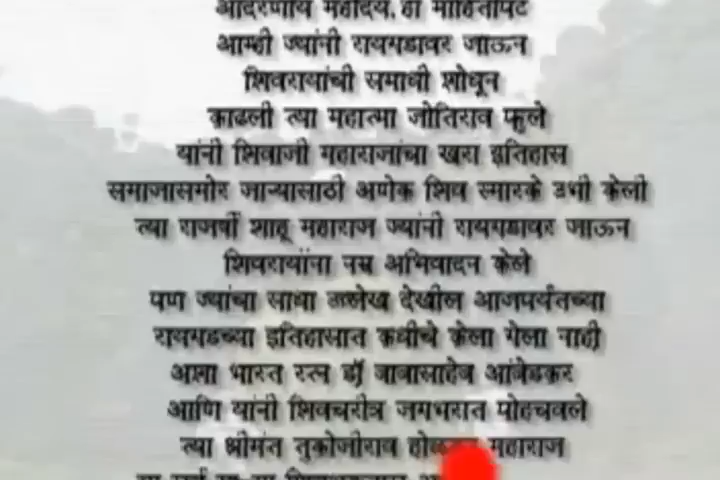 आदरणीय महोदय, हा माहितीपट
आम्ही ज्यांनी रायगडावर जाऊन
शिवरायांची समाधी शोधून
काढली त्या महात्मा जोतिराव फुले
यांनी शिवाजी महाराजांचा खरा इतिहास
समाजासमोर जाण्यासाठी अणेक शिव स्मारके उभी केली
त्या राजर्षी शाहू महाराज ज्यांनी रायगडावर जाऊन
शिवरायांना नम्र अभिवादन केले
पण ज्यांचा साधा उल्लेख देखील आजपर्यंतच्या
रायगडच्या इतिहासात कधीचे केला गेला नाही
अशा भारत रत्न डॉ बाबासाहेब आंबेडकर
आणि यांनी शिवचरीत्र जगभरात पोहचवले
त्या श्रीमंत तुकोजीराव महाराज